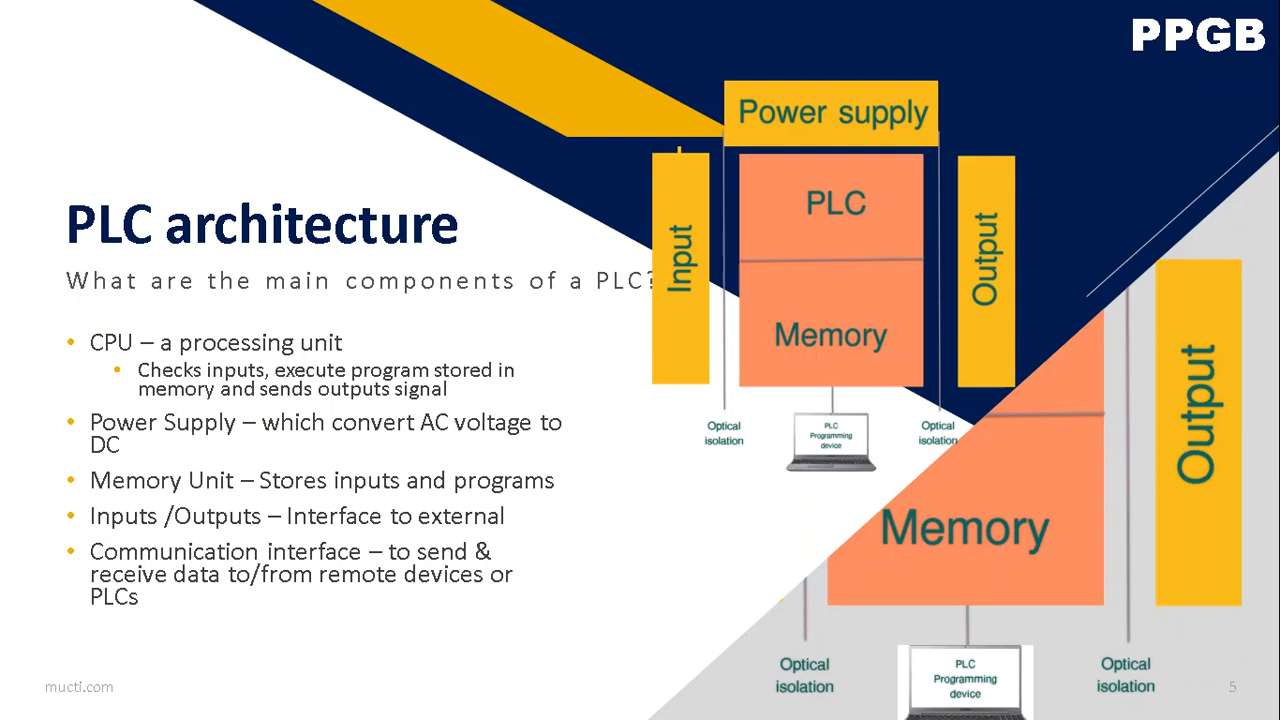 PPGB
Power supply
PLC
Input
Output
Memory
PLC architecture
What are the main components of a PLC?
CPU – a processing unit
Checks inputs, execute program stored in
memory and sends outputs signal
Power Supply – which convert AC voltage to
DC
Memory Unit – Stores inputs and programs
Inputs /Outputs – Interface to external
Communication interface – to send &
receive data to/from remote devices or
PLCs
Optical
isolation
PLC
Programming
device
Optical
isolation
Output
Memory
Optical
isolation
PLC
Programming
device
Optical
isolation
mucti.com
5